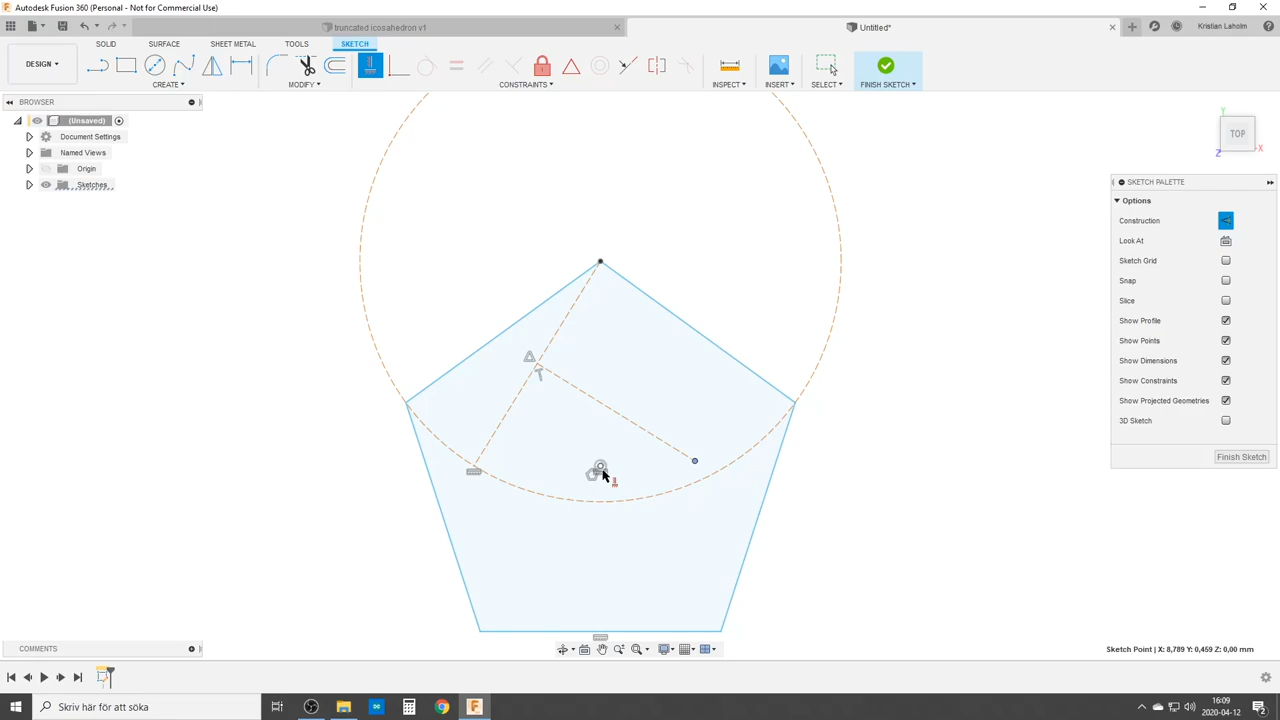 Autodesk Fusion 360 (Personal - Not for Commercial Use)
truncated icosahedron v1
Untitled*
Kristian Laholm
DESIGN
SOLID
SURFACE
SHEET METAL
TOOLS
SKETCH
CREATE
MODIFY
CONSTRAINTS
INSPECT
INSERT
SELECT
FINISH SKETCH
BROWSER
(Unsaved)
Document Settings
Named Views
Origin
Sketches
Y
TOP
Z
X
SKETCH PALETTE
Options
Construction
Look At
Sketch Grid
Snap
Slice
Show Profile
Show Points
Show Dimensions
Show Constraints
Show Projected Geometries
3D Sketch
Finish Sketch
COMMENTS
Sketch Point | X: 8,789 Y: 0,459 Z: 0,00 mm
Skriv här för att söka
16:09
2020-04-12
2